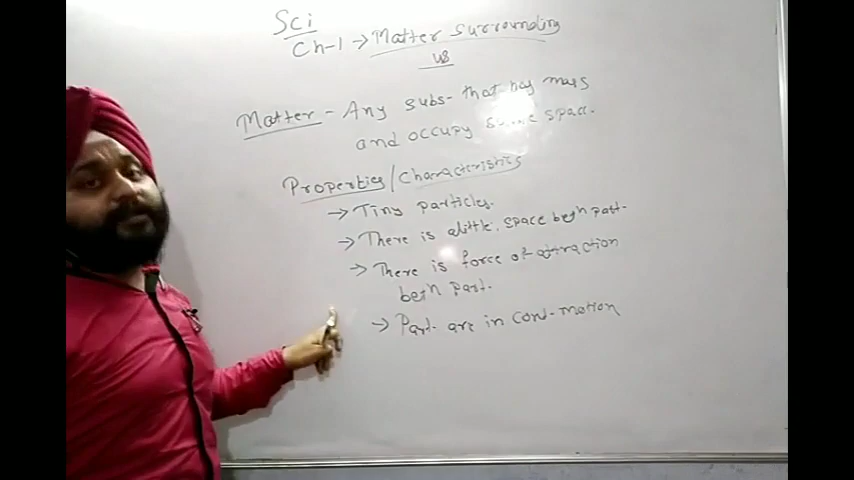 Sci
Ch-1 → Matter Surrounding
us
Matter - Any subs- that has mass
and occupy some space.
Properties/Characteristics
→ Tiny particles.
→ There is alittle space betn part-
→ There is force of attraction
betn part.
→ Part- are in cont-motion